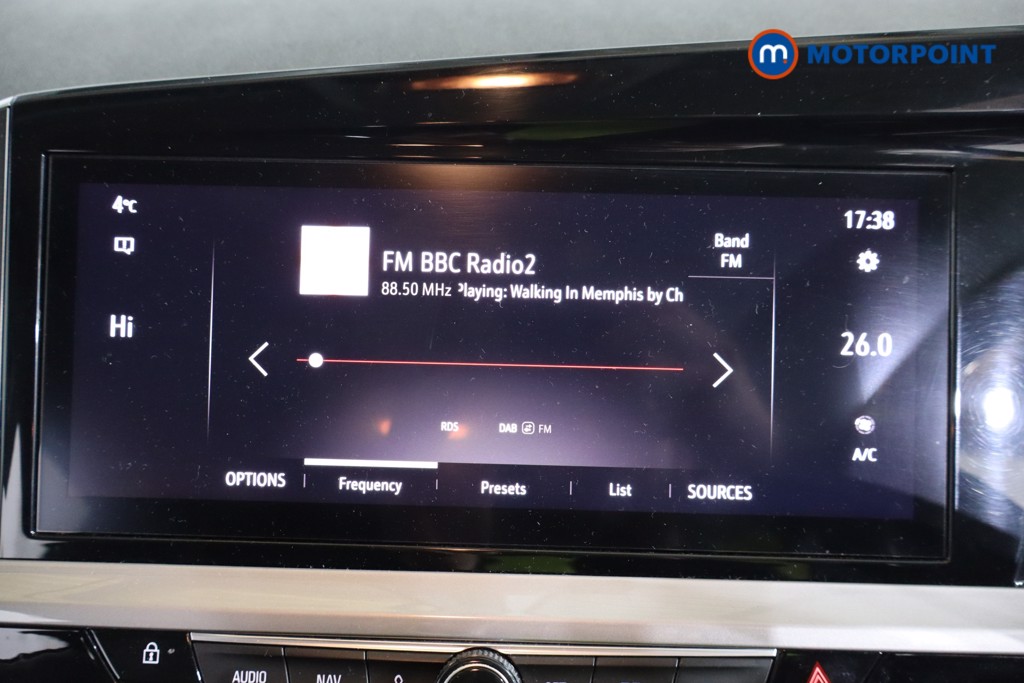 m MOTORPOINT
4°C
17:38
Band
FM
FM BBC Radio2
88.50 MHz Playing: Walking In Memphis by Ch
Hi
26.0
RDS DAB FM
A/C
OPTIONS Frequency Presets List SOURCES
AUDIO NAV